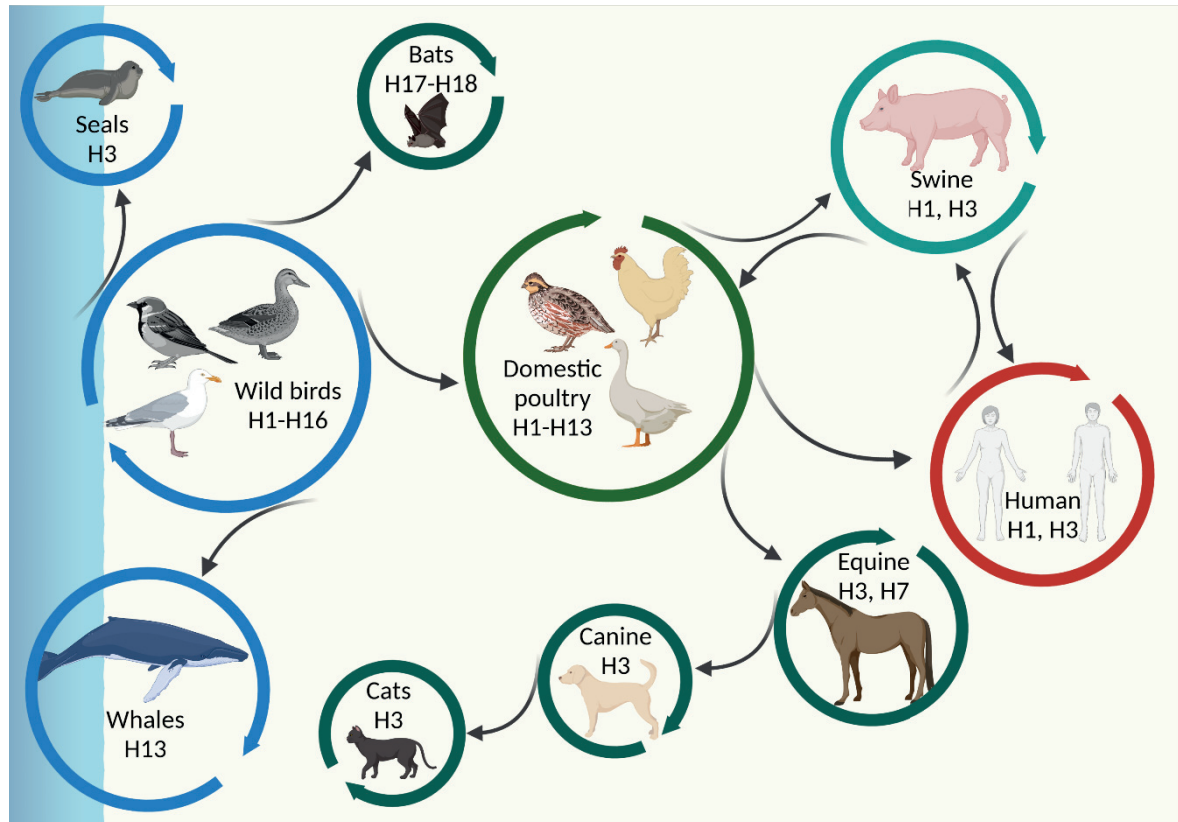 Seals
H3
Bats
H17-H18
Swine
H1, H3
Wild birds
H1-H16
Domestic
poultry
H1-H13
Human
H1, H3
Equine
H3, H7
Canine
H3
Cats
H3
Whales
H13